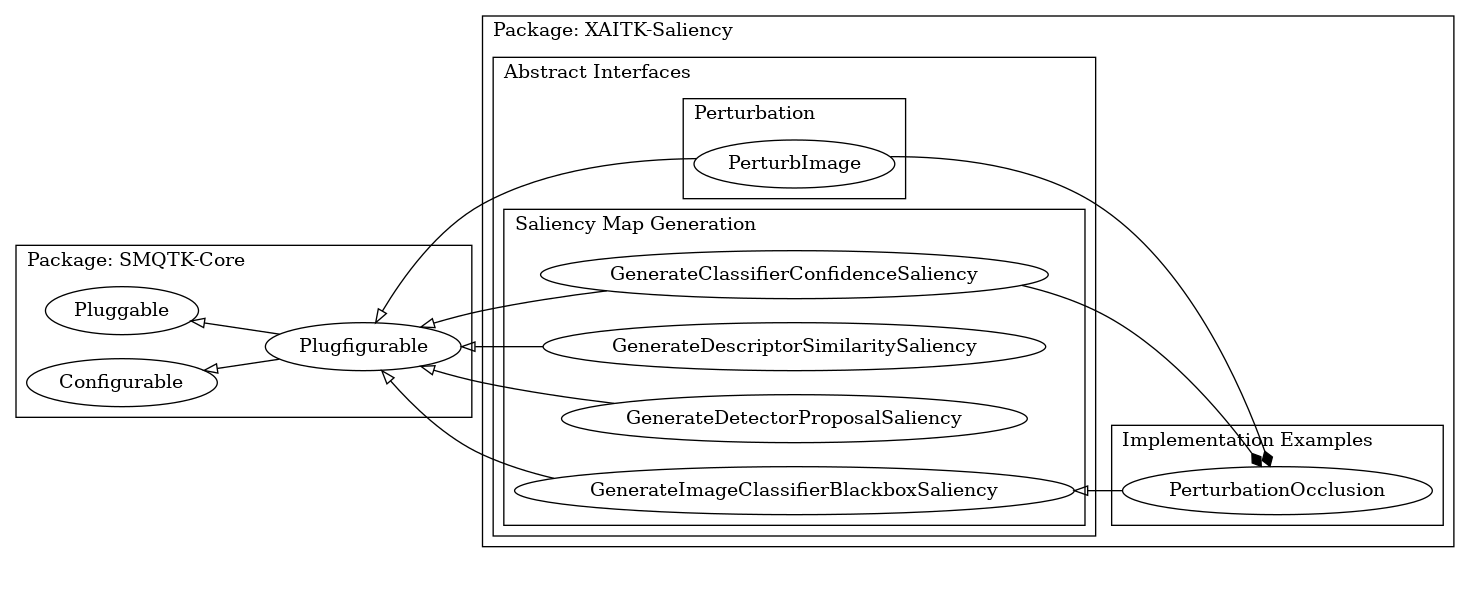 Package: XAITK-Saliency
Abstract Interfaces
Perturbation
PerturbImage
Saliency Map Generation
GenerateClassifierConfidenceSaliency
GenerateDescriptorSimilaritySaliency
GenerateDetectorProposalSaliency
GenerateImageClassifierBlackboxSaliency
Package: SMQTK-Core
Pluggable
Plugfigurable
Configurable
Implementation Examples
PerturbationOcclusion